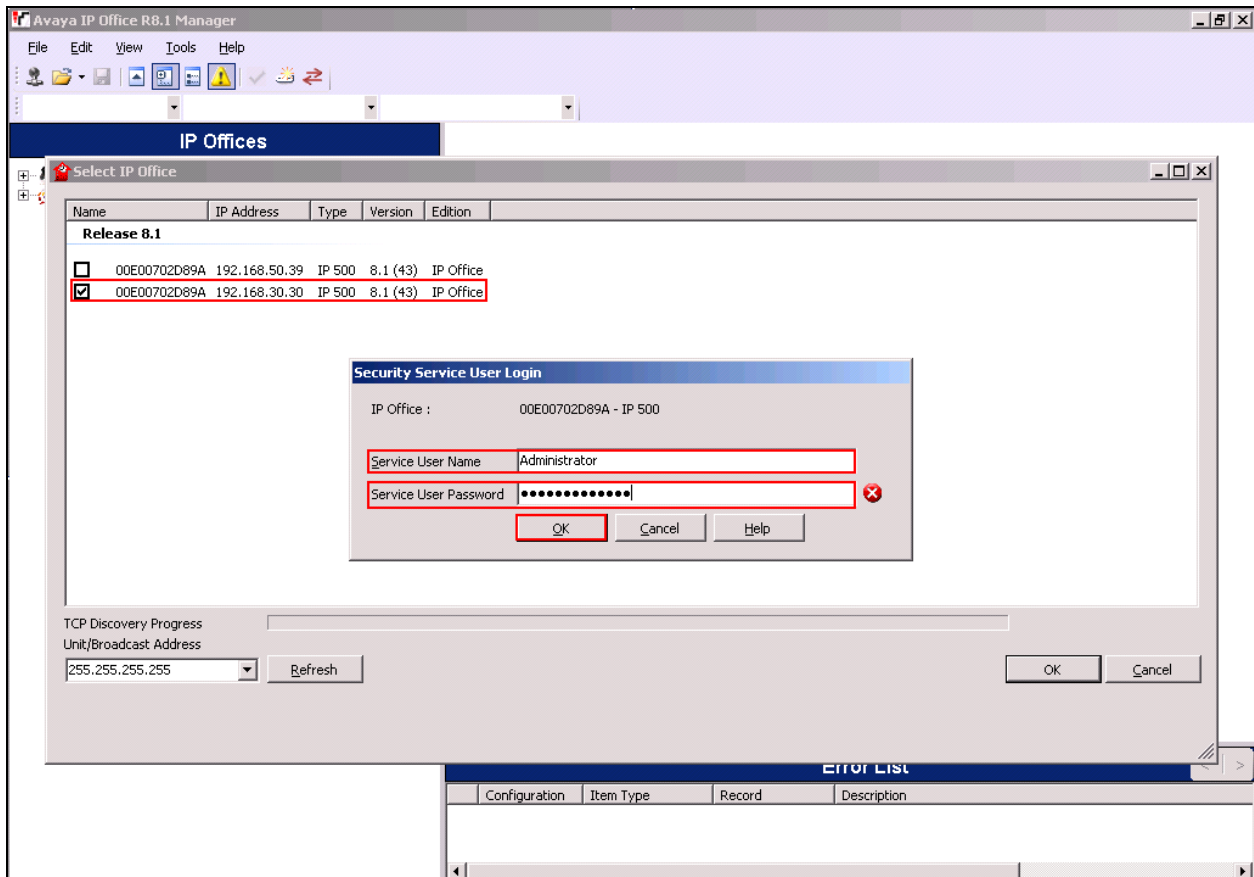 Avaya IP Office R8.1 Manager
File Edit View Tools Help
IP Offices
Select IP Office
Name IP Address Type Version Edition
Release 8.1
00E00702D89A 192.168.50.39 IP 500 8.1 (43) IP Office
00E00702D89A 192.168.30.30 IP 500 8.1 (43) IP Office
Security Service User Login
IP Office : 00E00702D89A - IP 500
Service User Name Administrator
Service User Password ●●●●●●●●●●●●●
OK Cancel Help
TCP Discovery Progress
Unit/Broadcast Address
255.255.255.255 Refresh OK Cancel
Error List < >
Configuration Item Type Record Description